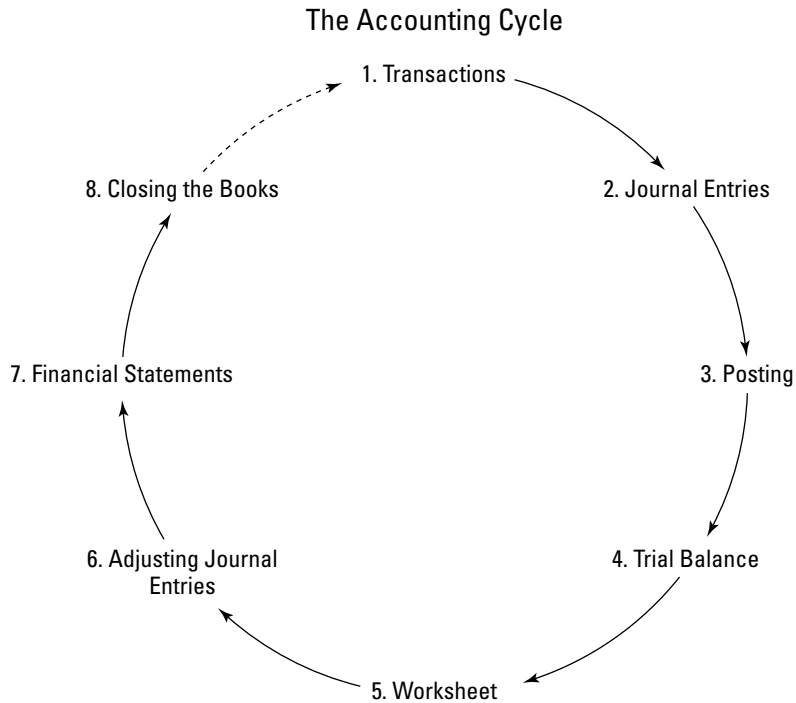 The Accounting Cycle
1. Transactions
2. Journal Entries
3. Posting
4. Trial Balance
5. Worksheet
6. Adjusting Journal
Entries
7. Financial Statements
8. Closing the Books